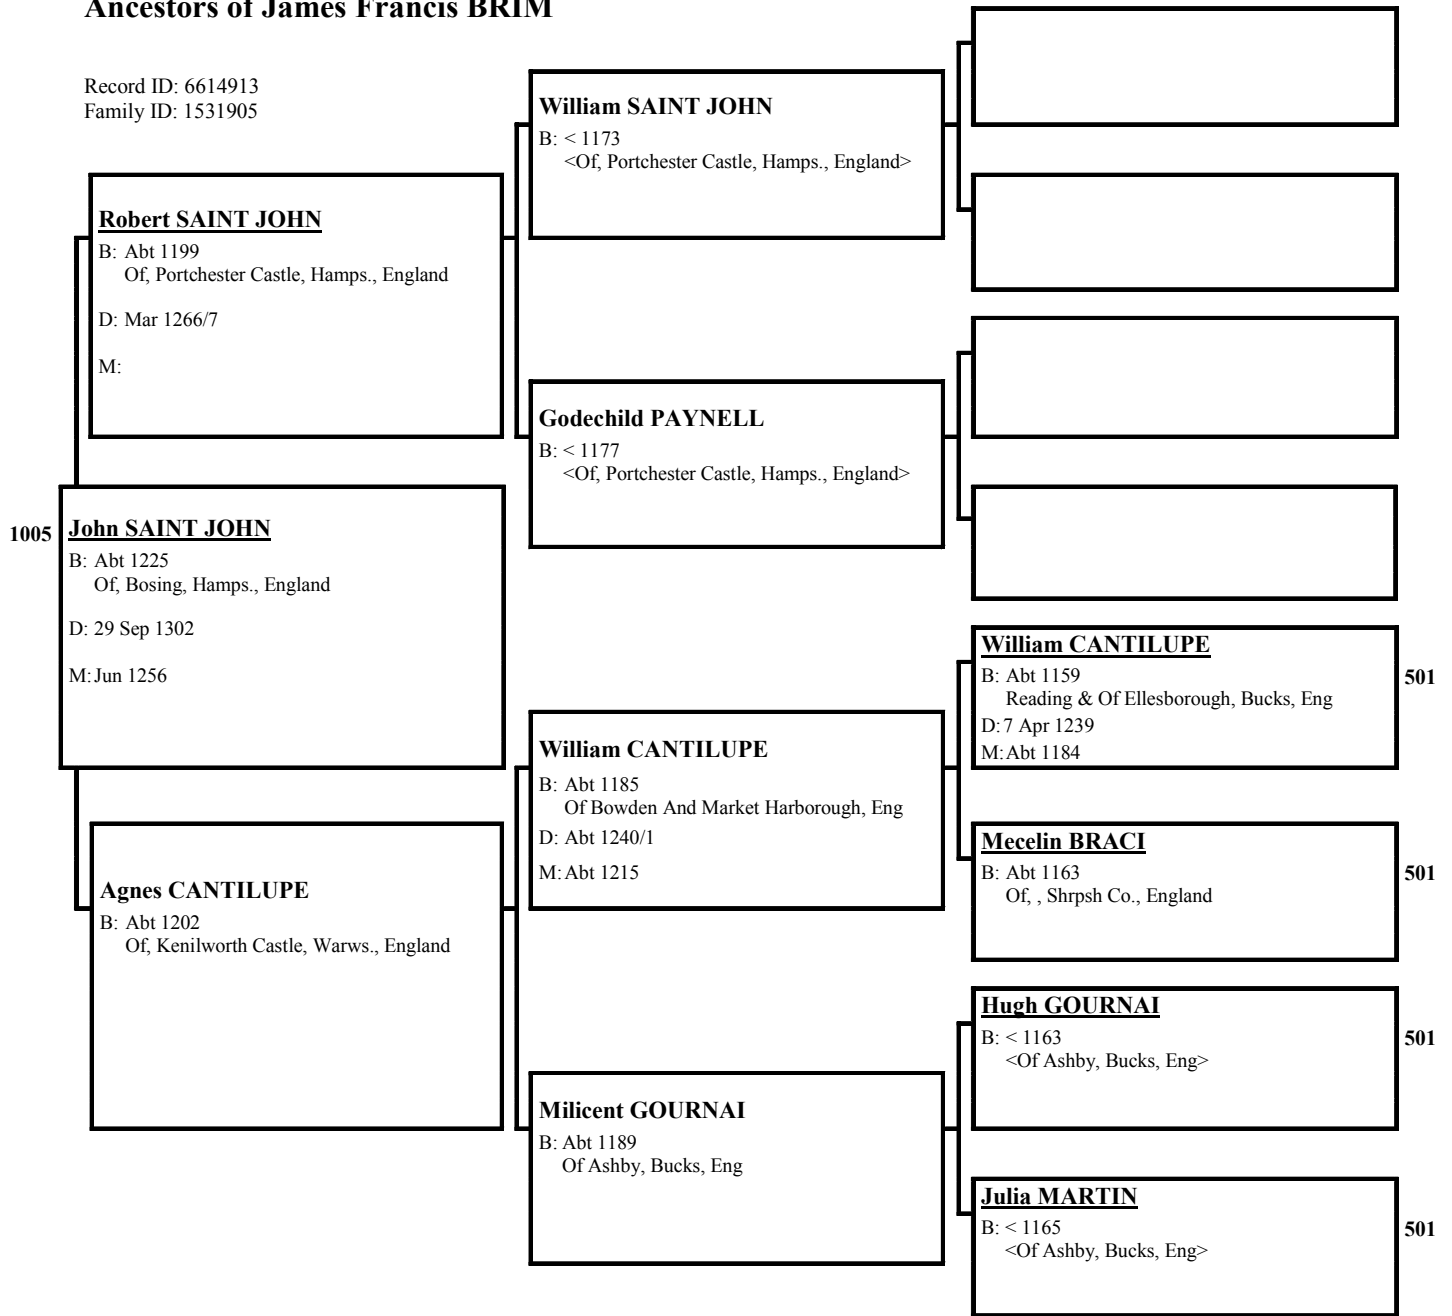 Ancestors of James Francis BRIM
Record ID: 6614913
Family ID: 1531905
William SAINT JOHN
B: < 1173
<Of, Portchester Castle, Hamps., England>
Robert SAINT JOHN
B: Abt 1199
Of, Portchester Castle, Hamps., England
D: Mar 1266/7
M:
Godechild PAYNELL
B: < 1177
<Of, Portchester Castle, Hamps., England>
1005
John SAINT JOHN
B: Abt 1225
Of, Bosing, Hamps., England
D: 29 Sep 1302
M: Jun 1256
William CANTILUPE
B: Abt 1159
Reading & Of Ellesborough, Bucks, Eng
D: 7 Apr 1239
M: Abt 1184
501
William CANTILUPE
B: Abt 1185
Of Bowden And Market Harborough, Eng
D: Abt 1240/1
M: Abt 1215
Mecelin BRACI
B: Abt 1163
Of, , Shrpsh Co., England
501
Agnes CANTILUPE
B: Abt 1202
Of, Kenilworth Castle, Warws., England
Hugh GOURNAI
B: < 1163
<Of Ashby, Bucks, Eng>
501
Milicent GOURNAI
B: Abt 1189
Of Ashby, Bucks, Eng
Julia MARTIN
B: < 1165
<Of Ashby, Bucks, Eng>
501